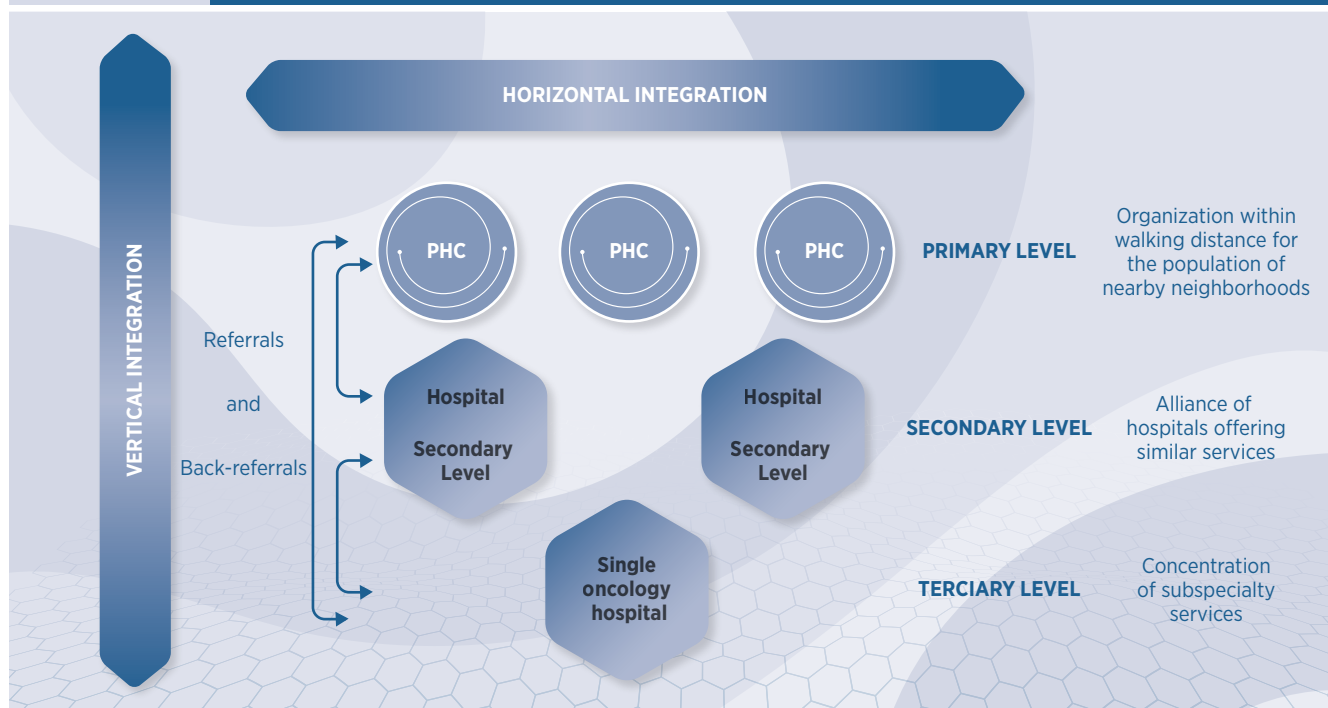 HORIZONTAL INTEGRATION
VERTICAL INTEGRATION
PHC
PHC
PHC
PRIMARY LEVEL
Organization within
walking distance for
the population of
nearby neighborhoods
Referrals
and
Back-referrals
Hospital
Secondary
Level
Hospital
Secondary
Level
SECONDARY LEVEL
Alliance of
hospitals offering
similar services
Single
oncology
hospital
TERCIARY LEVEL
Concentration
of subspecialty
services